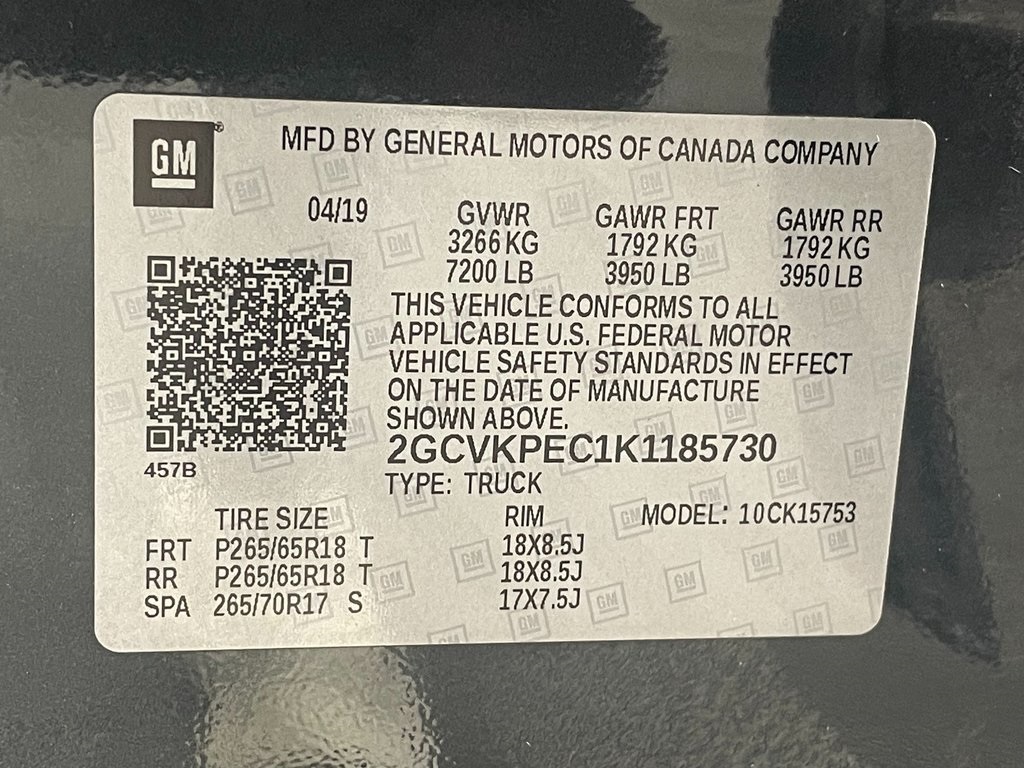 GM
MFD BY GENERAL MOTORS OF CANADA COMPANY
04/19 GVWR GAWR FRT GAWR RR
3266 KG 1792 KG 1792 KG
7200 LB 3950 LB 3950 LB
THIS VEHICLE CONFORMS TO ALL
APPLICABLE U.S. FEDERAL MOTOR
VEHICLE SAFETY STANDARDS IN EFFECT
ON THE DATE OF MANUFACTURE
SHOWN ABOVE.
2GCVKPEC1K1185730
457B
TYPE: TRUCK
TIRE SIZE RIM MODEL: 10CK15753
FRT P265/65R18 T 18X8.5J
RR P265/65R18 T 18X8.5J
SPA 265/70R17 S 17X7.5J